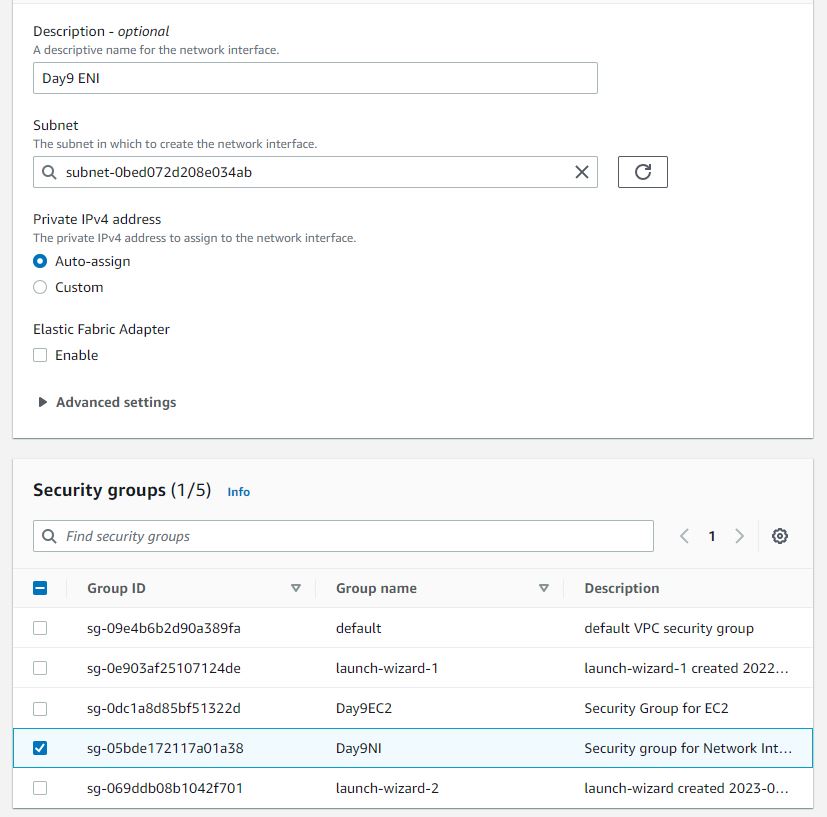 Description - optional
A descriptive name for the network interface.
Day9 ENI
Subnet
The subnet in which to create the network interface.
subnet-0bed072d208e034ab
Private IPv4 address
The private IPv4 address to assign to the network interface.
Auto-assign
Custom
Elastic Fabric Adapter
Enable
Advanced settings
Security groups (1/5) Info
Find security groups 1
Group ID Group name Description
sg-09e4b6b2d90a389fa default default VPC security group
sg-0e903af25107124de launch-wizard-1 launch-wizard-1 created 2022...
sg-0dc1a8d85bf51322d Day9EC2 Security Group for EC2
sg-05bde172117a01a38 Day9NI Security group for Network Int...
sg-069ddb08b1042f701 launch-wizard-2 launch-wizard created 2023-0...